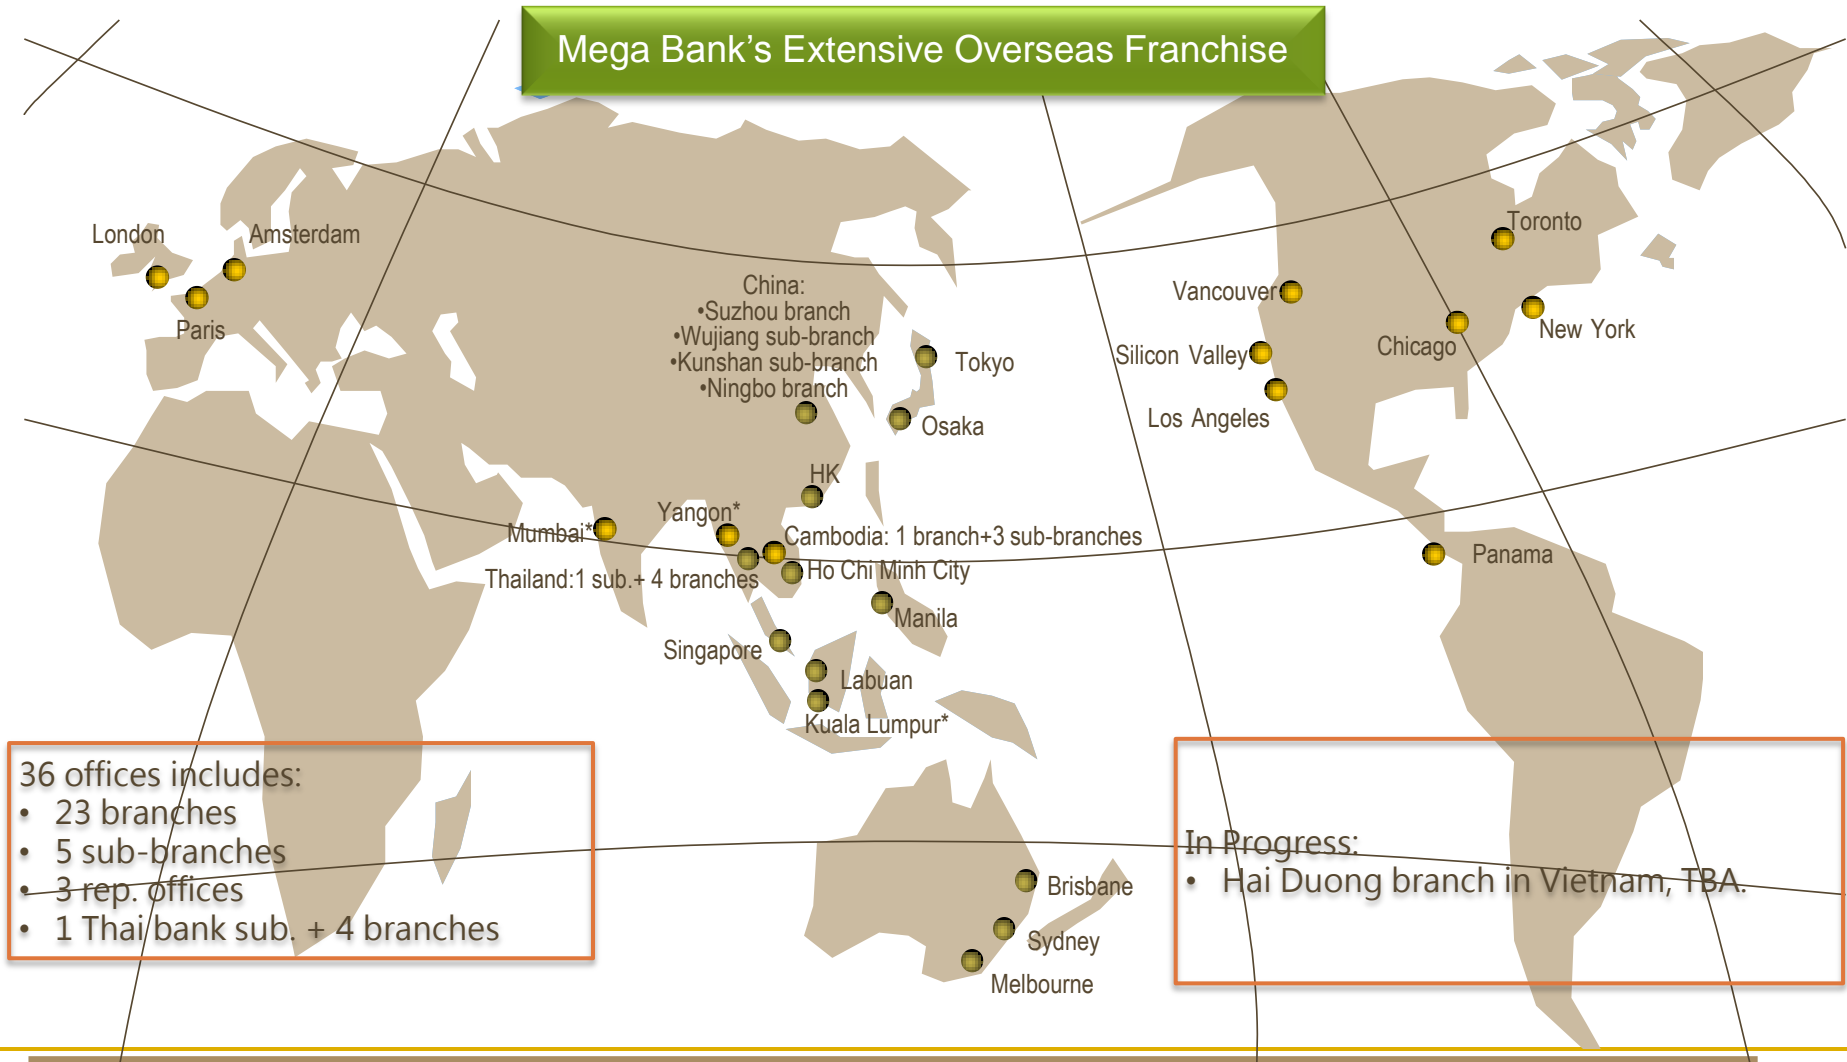 Mega Bank’s Extensive Overseas Franchise
London
Amsterdam
Paris
China:
•Suzhou branch
•Wujiang sub-branch
•Kunshan sub-branch
•Ningbo branch
Tokyo
Osaka
HK
Yangon*
Mumbai*
Cambodia: 1 branch+3 sub-branches
Thailand:1 sub.+ 4 branches
Ho Chi Minh City
Manila
Singapore
Labuan
Kuala Lumpur*
Brisbane
Sydney
Melbourne
Toronto
Vancouver
New York
Chicago
Silicon Valley
Los Angeles
Panama
36 offices includes:
• 23 branches
• 5 sub-branches
• 3 rep. offices
• 1 Thai bank sub. + 4 branches
In Progress:
• Hai Duong branch in Vietnam, TBA.